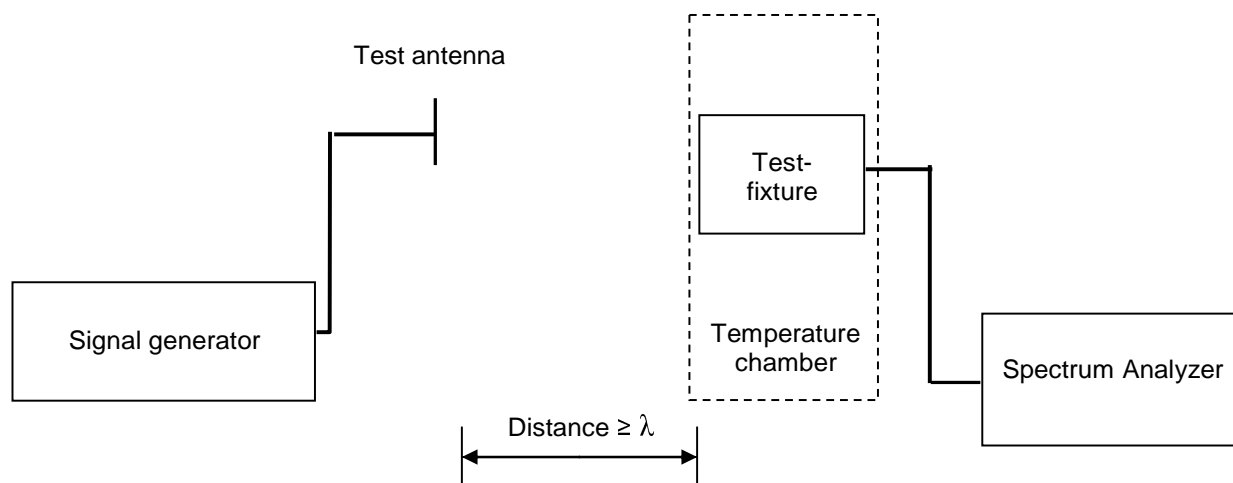 Test antenna
Test-
fixture
Signal generator
Temperature
chamber
Spectrum Analyzer
Distance ≥ λ